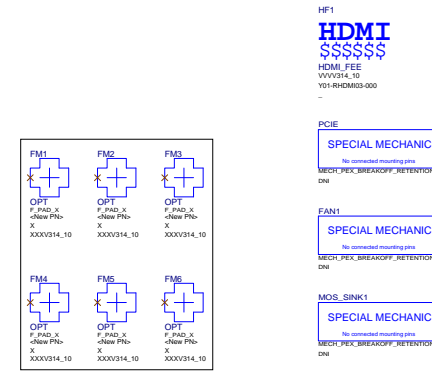 HF1
HDMI
$$$$$$
HDMI_FEE
VVVV314_10
Y01-RHDMI03-000
_
PCIE
SPECIAL MECHANIC
No connected mounting pins
MECH_PEX_BREAKOFF_RETENTION
DNI
FAN1
SPECIAL MECHANIC
No connected mounting pins
MECH_PEX_BREAKOFF_RETENTION
DNI
MOS_SINK1
SPECIAL MECHANIC
No connected mounting pins
MECH_PEX_BREAKOFF_RETENTION
DNI
FM1 FM2 FM3
OPT OPT OPT
F_PAD_X F_PAD_X F_PAD_X
<New PN> <New PN> <New PN>
X X X
XXXV314_10 XXXV314_10 XXXV314_10
FM4 FM5 FM6
OPT OPT OPT
F_PAD_X F_PAD_X F_PAD_X
<New PN> <New PN> <New PN>
X X X
XXXV314_10 XXXV314_10 XXXV314_10